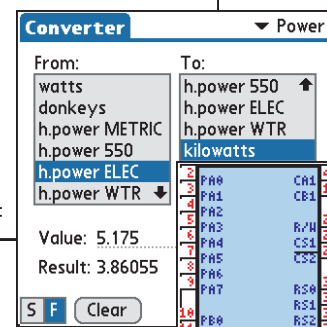 Converter
Power
From:
watts
donkeys
h.power METRIC
h.power 550
h.power ELEC
h.power WTR
To:
h.power 550
h.power ELEC
h.power WTR
kilowatts
Value: 5.175
Result: 3.86055
S F Clear
2 PA0 CA1
3 PA1 CB1
4 PA2
5 PA3 R/W
6 PA4 CS1
7 PA5 CS2
8 PA6
9 PA7 RS0
RS1
10 PB0 RS2